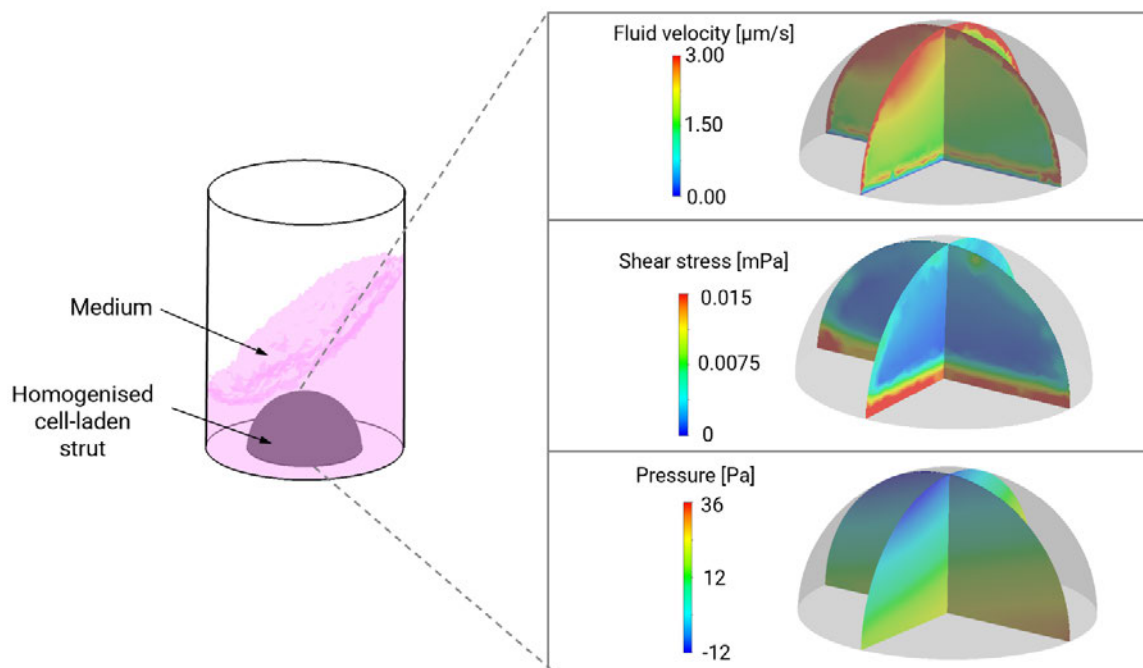 Medium
Homogenised
cell-laden
strut
Fluid velocity [µm/s]
3.00
1.50
0.00
Shear stress [mPa]
0.015
0.0075
0
Pressure [Pa]
36
12
-12